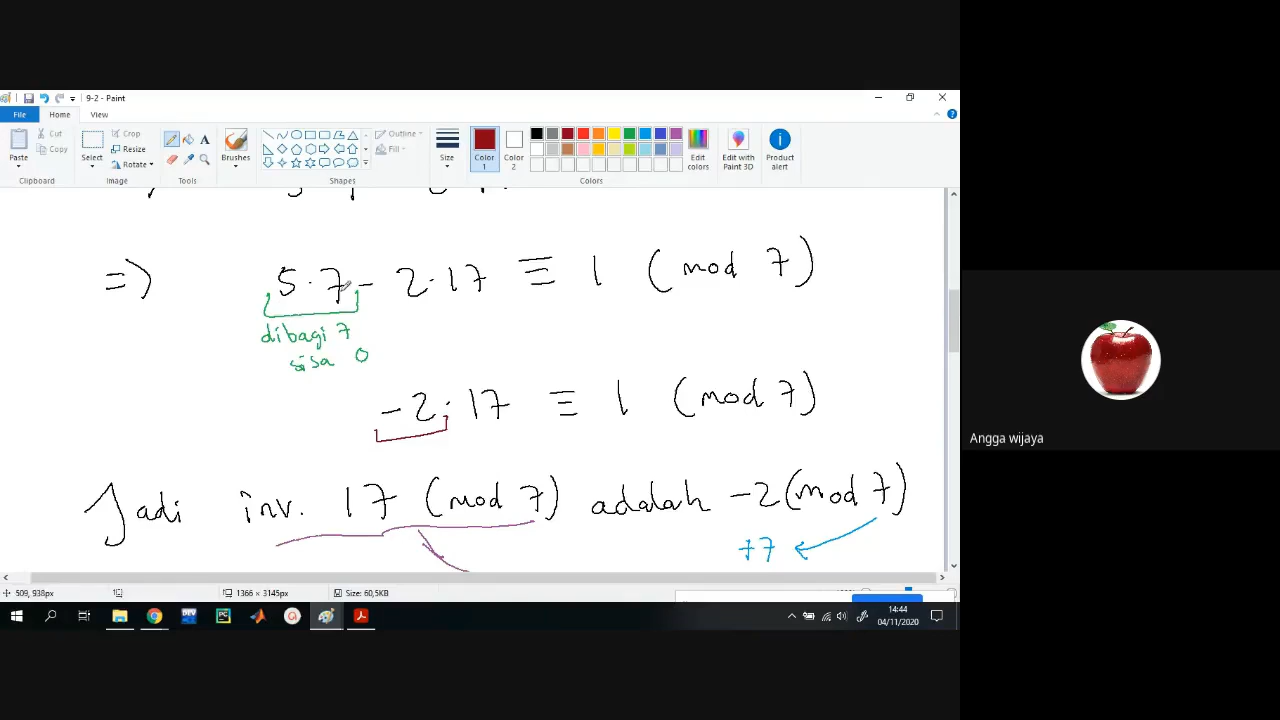 9-2 - Paint
File Home View
Paste Cut Copy Select Crop Resize Rotate Brushes Outline Fill Size Color 1 Color 2 Edit colors Edit with Paint 3D Product alert
Clipboard Image Tools Shapes Colors
=> 5·7 - 2·17 ≡ 1 (mod 7)
dibagi 7
sisa 0
-2·17 ≡ 1 (mod 7)
Jadi inv. 17 (mod 7) adalah -2 (mod 7)
+7
Angga wijaya
509, 938px 1366 × 3145px Size: 60,5KB
14:44
04/11/2020